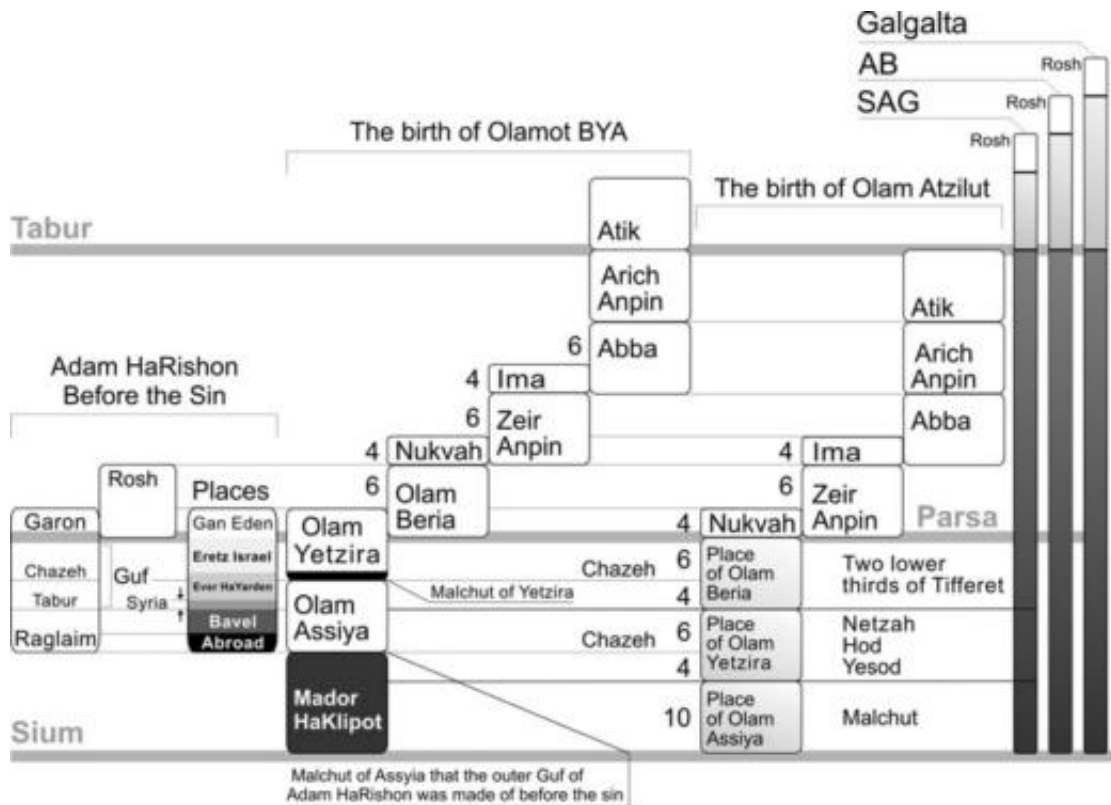 Galgalta
Rosh
AB
Rosh
SAG
Rosh
The birth of Olamot BYA
The birth of Olam Atzilut
Tabur
Atik
Arich
Anpin
Atik
6 Abba
Arich
Anpin
Adam HaRishon
Before the Sin
4 Ima
6 Zeir
Anpin
Abba
4 Nukvah
4 Ima
Rosh
Places
6 Olam
Beria
6 Zeir
Anpin
Parsa
Garon
Gan Eden
Olam
Yetzira
4 Nukvah
Eretz Israel
Chazeh
Guf
Ever HaYarden
Chazeh
6
4
Place
of Olam
Beria
Two lower
thirds of Tifferet
Malchut of Yetzira
Tabur
Syria
Olam
Assiya
Bavel
Raglaim
Abroad
Chazeh
6
4
Place
of Olam
Yetzira
Netzah
Hod
Yesod
Mador
HaKlipot
10
Place
of Olam
Assiya
Malchut
Sium
Malchut of Assyia that the outer Guf of
Adam HaRishon was made of before the sin